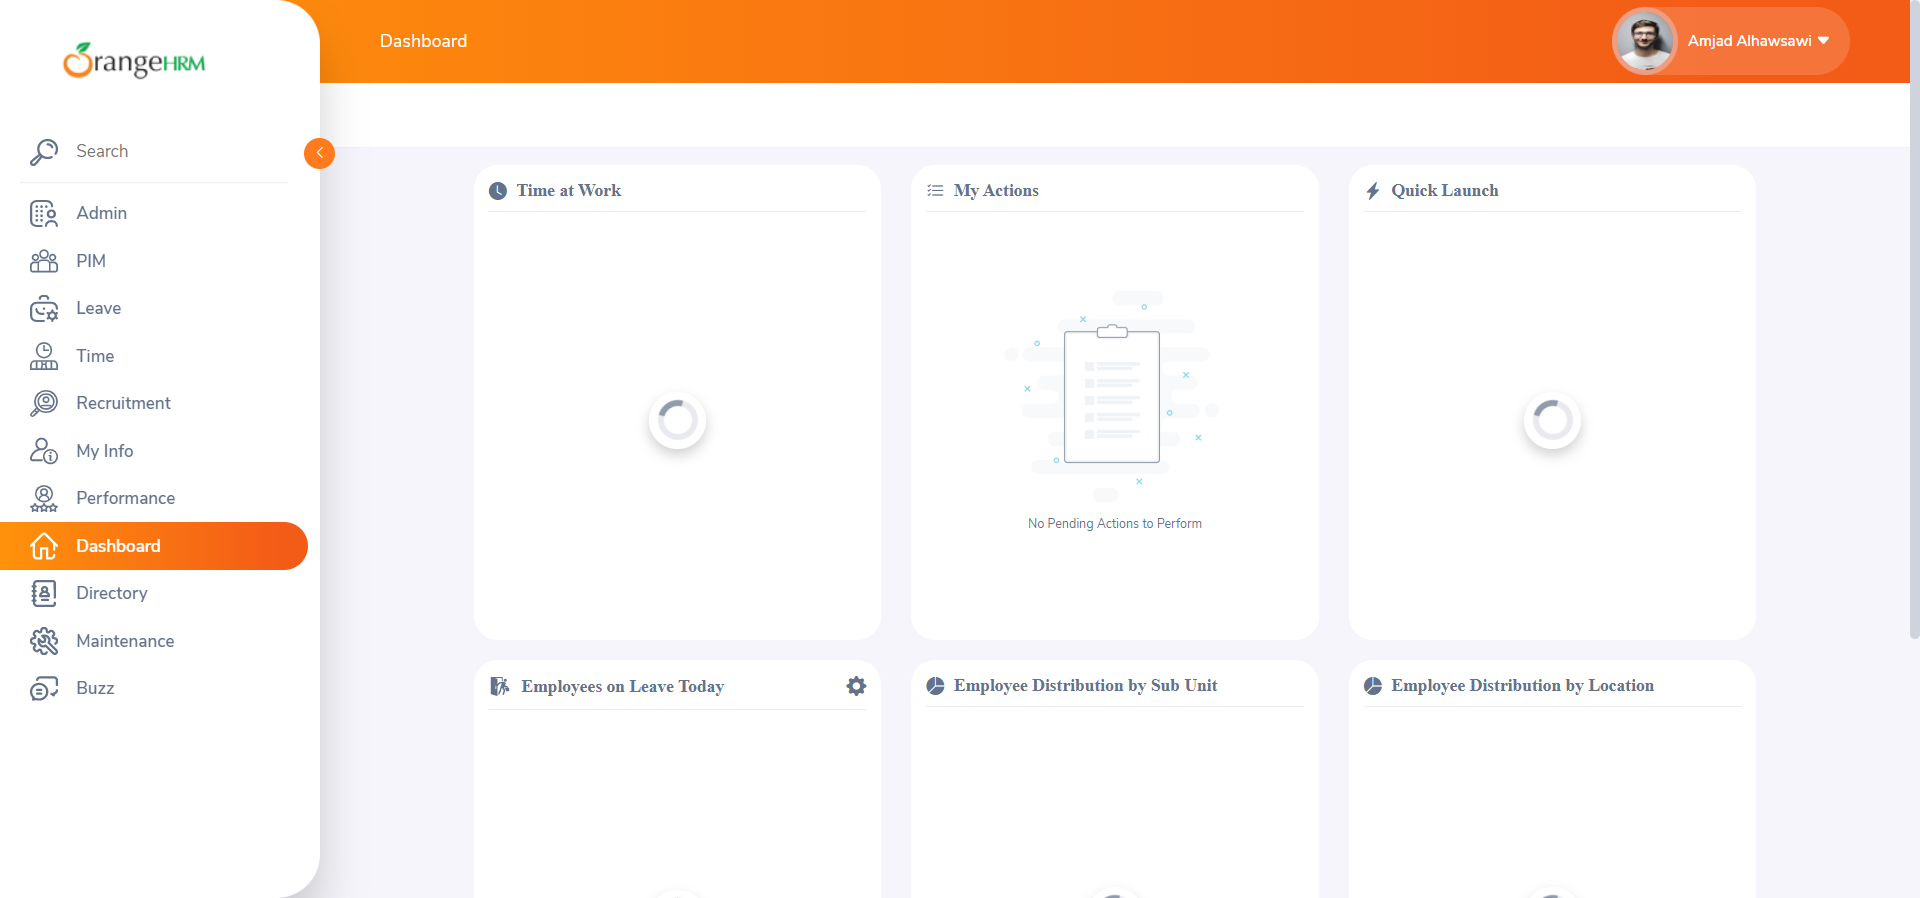 OrangeHRM
Dashboard
Amjad Alhawsawi
Search
Admin
PIM
Leave
Time
Recruitment
My Info
Performance
Dashboard
Directory
Maintenance
Buzz
Time at Work
My Actions
No Pending Actions to Perform
Quick Launch
Employees on Leave Today
Employee Distribution by Sub Unit
Employee Distribution by Location